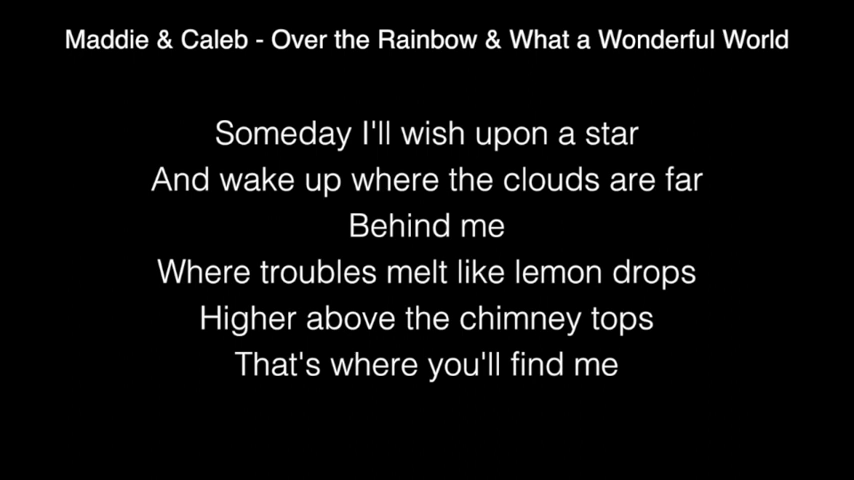 Maddie & Caleb - Over the Rainbow & What a Wonderful World
Someday I'll wish upon a star
And wake up where the clouds are far
Behind me
Where troubles melt like lemon drops
Higher above the chimney tops
That's where you'll find me